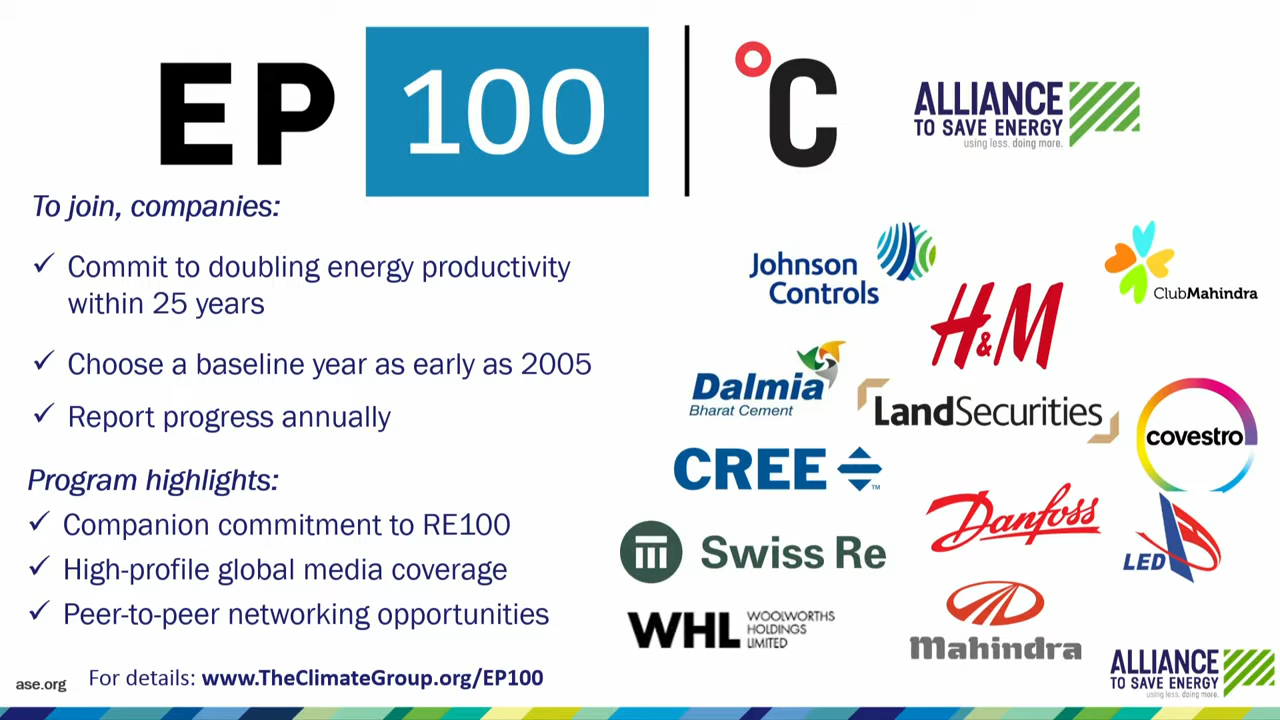 EP 100 °C
ALLIANCE
TO SAVE ENERGY
using less. doing more.
To join, companies:
✓ Commit to doubling energy productivity
within 25 years
✓ Choose a baseline year as early as 2005
✓ Report progress annually
Program highlights:
✓ Companion commitment to RE100
✓ High-profile global media coverage
✓ Peer-to-peer networking opportunities
For details: www.TheClimateGroup.org/EP100
ase.org
Johnson
Controls
ClubMahindra
H&M
Dalmia
Bharat Cement
LandSecurities
covestro
CREE
TM
Danfoss
Swiss Re
LED
WHL
WOOLWORTHS
HOLDINGS
LIMITED
Mahindra
ALLIANCE
TO SAVE ENERGY
using less. doing more.